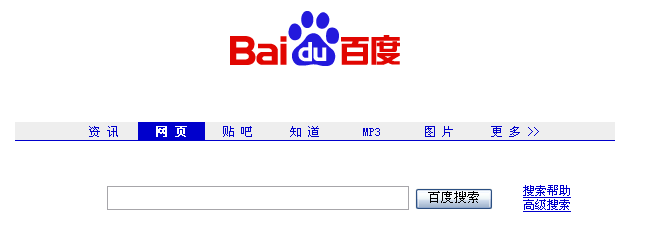 Baidu百度
资 讯 网 页 贴 吧 知 道 MP3 图 片 更 多 >>
百度搜索 搜索帮助
高级搜索